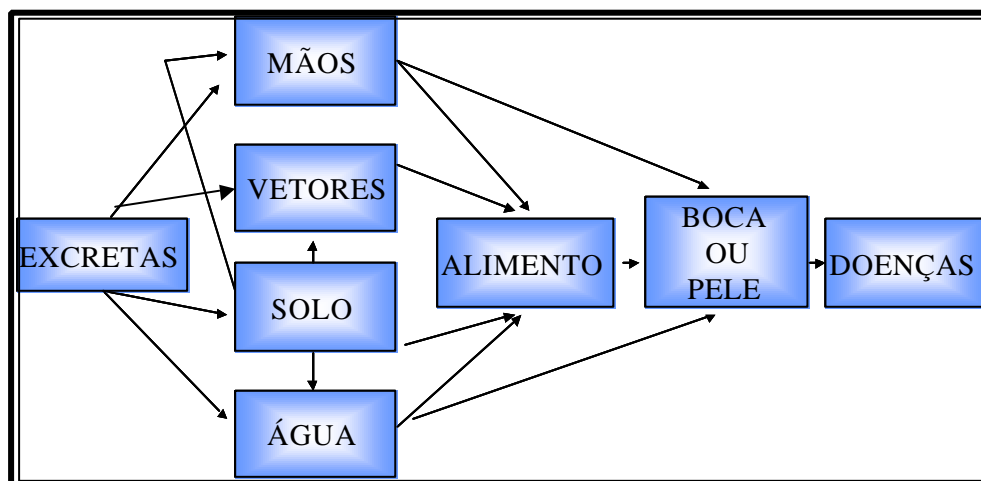 MÃOS
VETORES
EXCRETAS
SOLO
ÁGUA
ALIMENTO
BOCA
OU
PELE
DOENÇAS